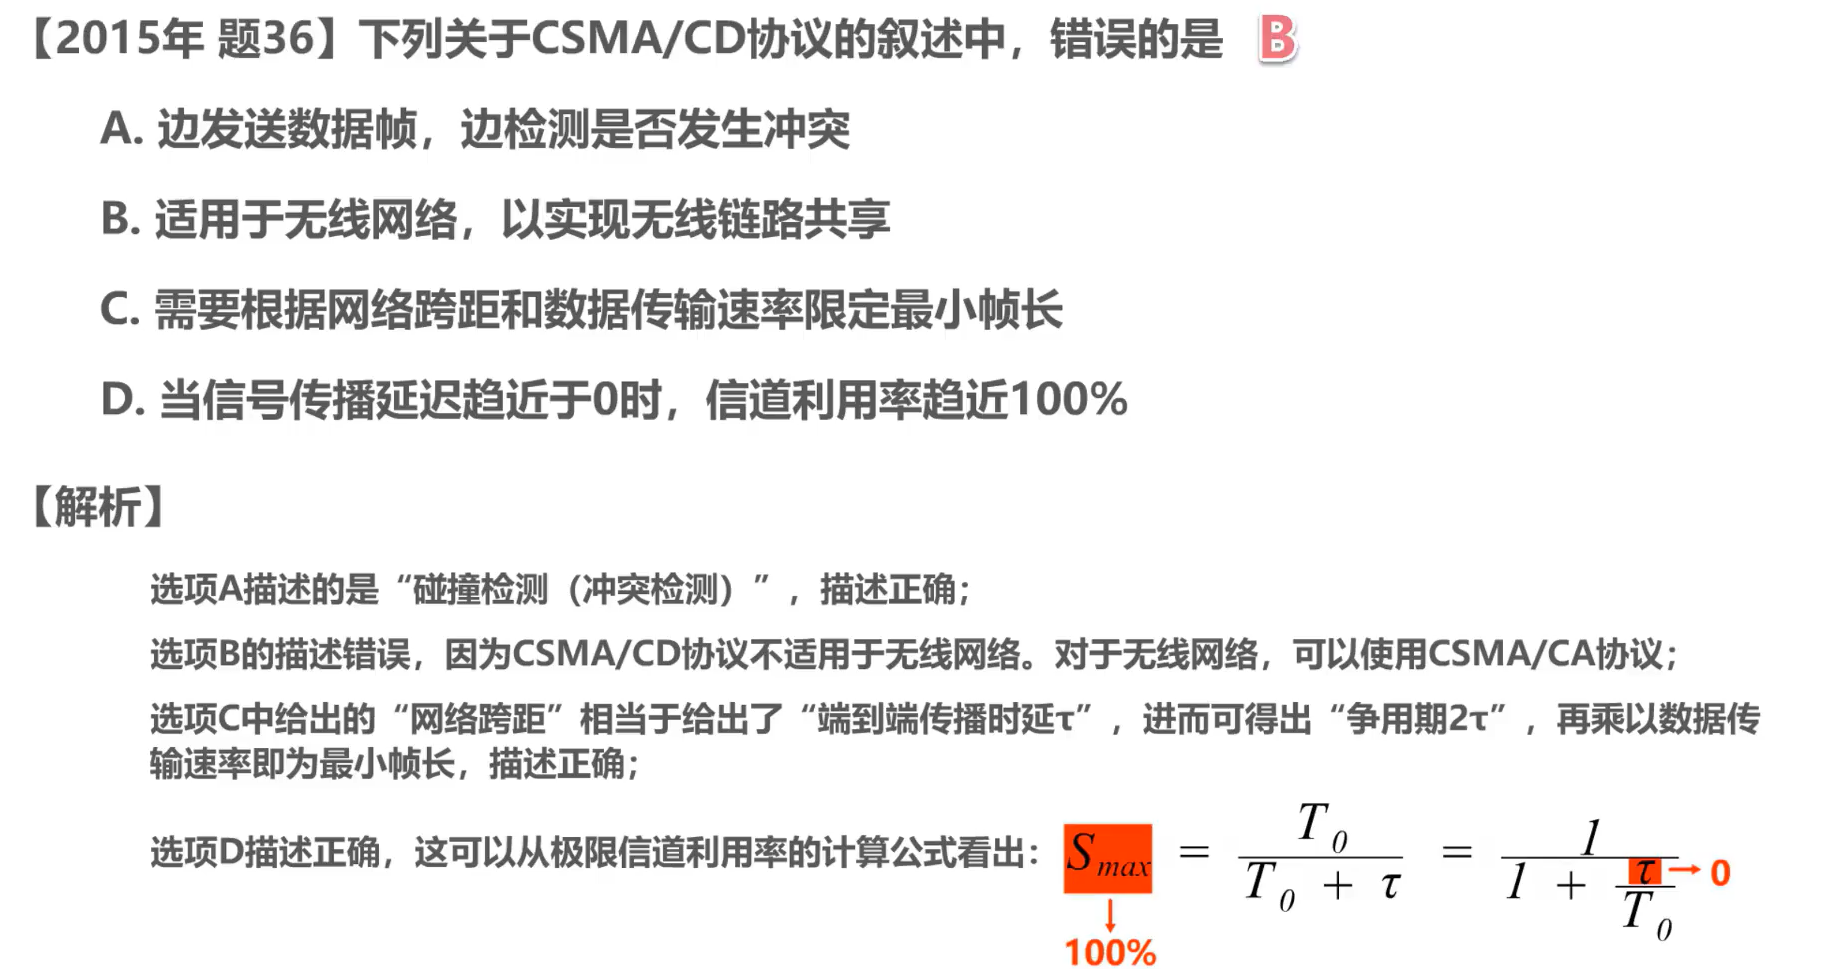 【2015年 题36】下列关于CSMA/CD协议的叙述中，错误的是 B
A. 边发送数据帧，边检测是否发生冲突
B. 适用于无线网络，以实现无线链路共享
C. 需要根据网络跨距和数据传输速率限定最小帧长
D. 当信号传播延迟趋近于0时，信道利用率趋近100%
【解析】
选项A描述的是“碰撞检测（冲突检测）”，描述正确；
选项B的描述错误，因为CSMA/CD协议不适用于无线网络。对于无线网络，可以使用CSMA/CA协议；
选项C中给出的“网络跨距”相当于给出了“端到端传播时延τ”，进而可得出“争用期2τ”，再乘以数据传
输速率即为最小帧长，描述正确；
选项D描述正确，这可以从极限信道利用率的计算公式看出： S max = T 0 / (T 0 + τ) = 1 / (1 + τ / T 0) → 0
↓
100%